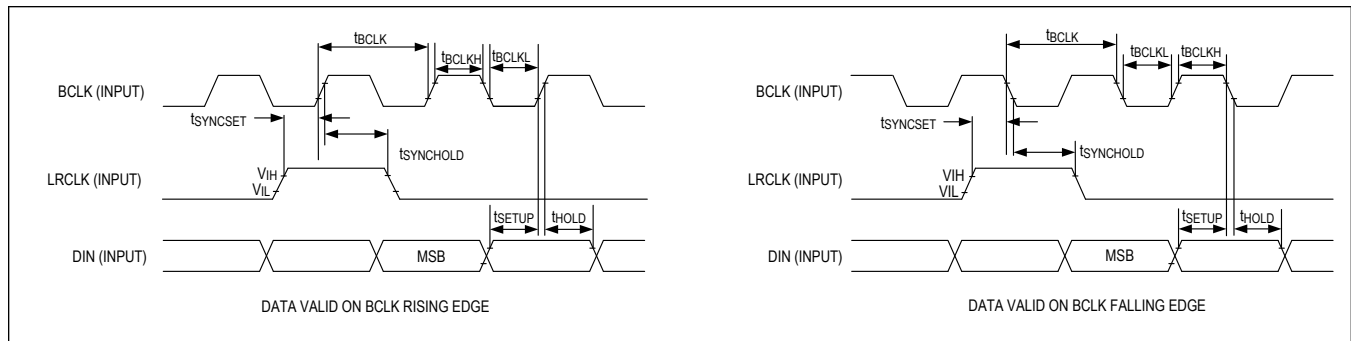 tBCLK
tBCLKH
tBCLKL
BCLK (INPUT)
tSYNCSET
tSYNCHOLD
VIH
LRCLK (INPUT)
VIL
tSETUP
tHOLD
DIN (INPUT)
MSB
DATA VALID ON BCLK RISING EDGE
tBCLK
tBCLKL
tBCLKH
BCLK (INPUT)
tSYNCSET
tSYNCHOLD
VIH
LRCLK (INPUT)
VIL
tSETUP
tHOLD
DIN (INPUT)
MSB
DATA VALID ON BCLK FALLING EDGE